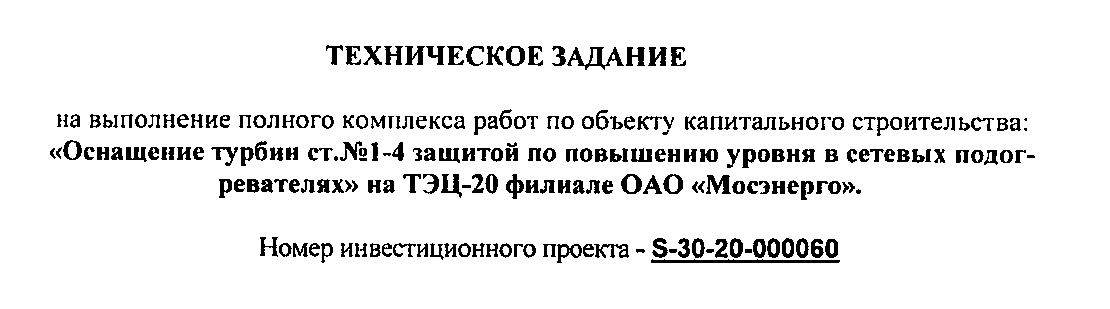 ТЕХНИЧЕСКОЕ ЗАДАНИЕ
на выполнение полного комплекса работ по объекту капитального строительства:
«Оснащение турбин ст.№1-4 защитой по повышению уровня в сетевых подог-
ревателях» на ТЭЦ-20 филиале ОАО «Мосэнерго».
Номер инвестиционного проекта - S-30-20-000060